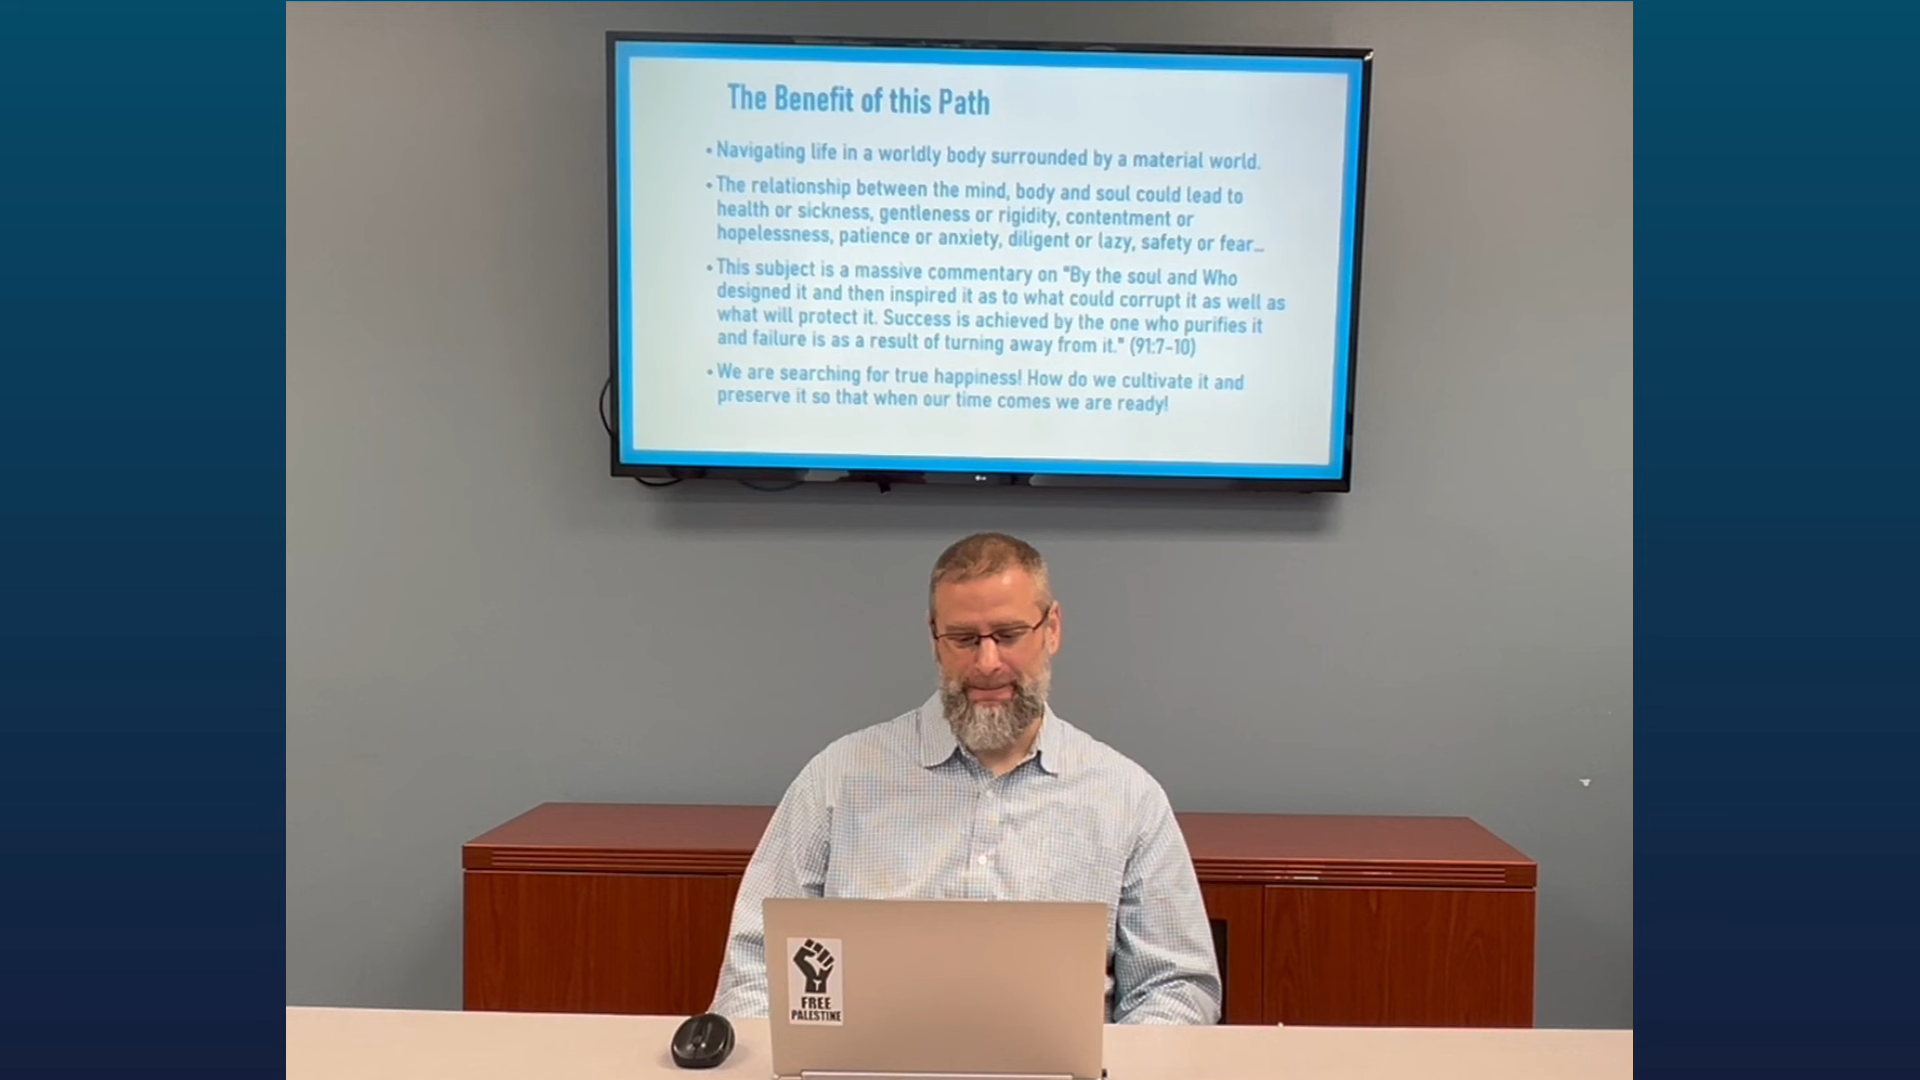 The Benefit of this Path
• Navigating life in a worldly body surrounded by a material world.
• The relationship between the mind, body and soul could lead to
health or sickness, gentleness or rigidity, contentment or
hopelessness, patience or anxiety, diligent or lazy, safety or fear...
• This subject is a massive commentary on "By the soul and Who
designed it and then inspired it as to what could corrupt it as well as
what will protect it. Success is achieved by the one who purifies it
and failure is as a result of turning away from it." (91:7-10)
• We are searching for true happiness! How do we cultivate it and
preserve it so that when our time comes we are ready!
LG
FREE
PALESTINE